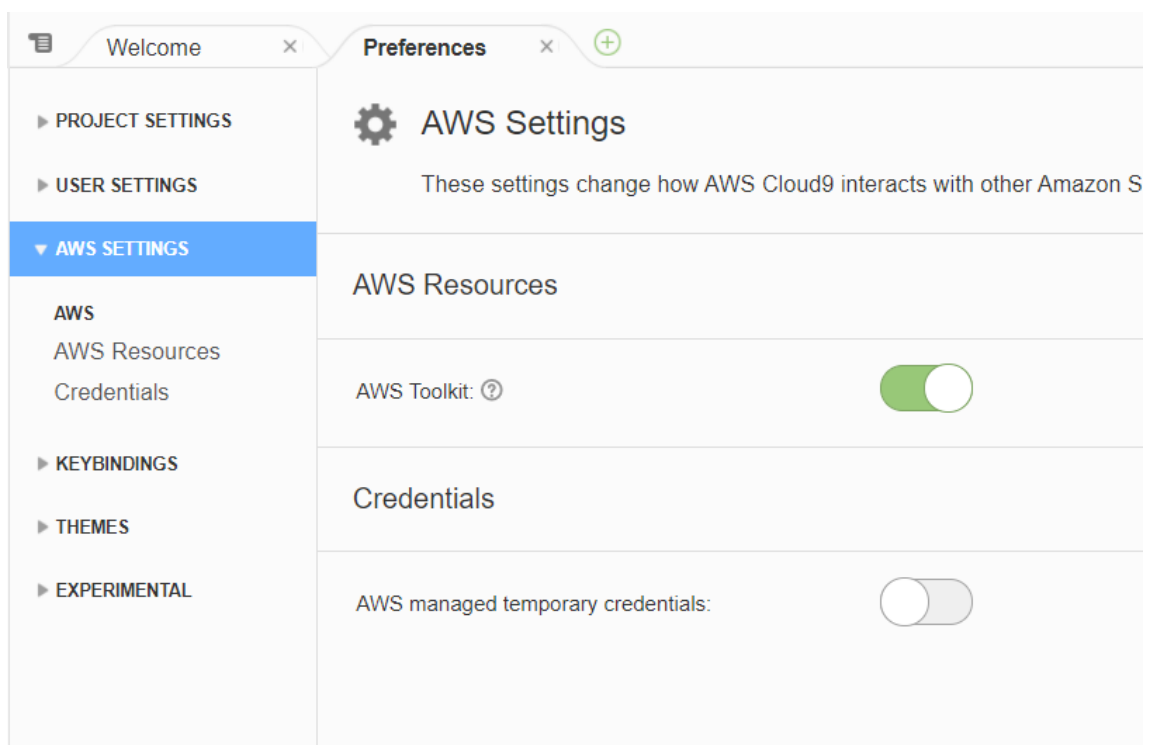 Welcome
Preferences
PROJECT SETTINGS
USER SETTINGS
AWS SETTINGS
AWS
AWS Resources
Credentials
KEYBINDINGS
THEMES
EXPERIMENTAL
AWS Settings
These settings change how AWS Cloud9 interacts with other Amazon S
AWS Resources
AWS Toolkit: ?
Credentials
AWS managed temporary credentials: